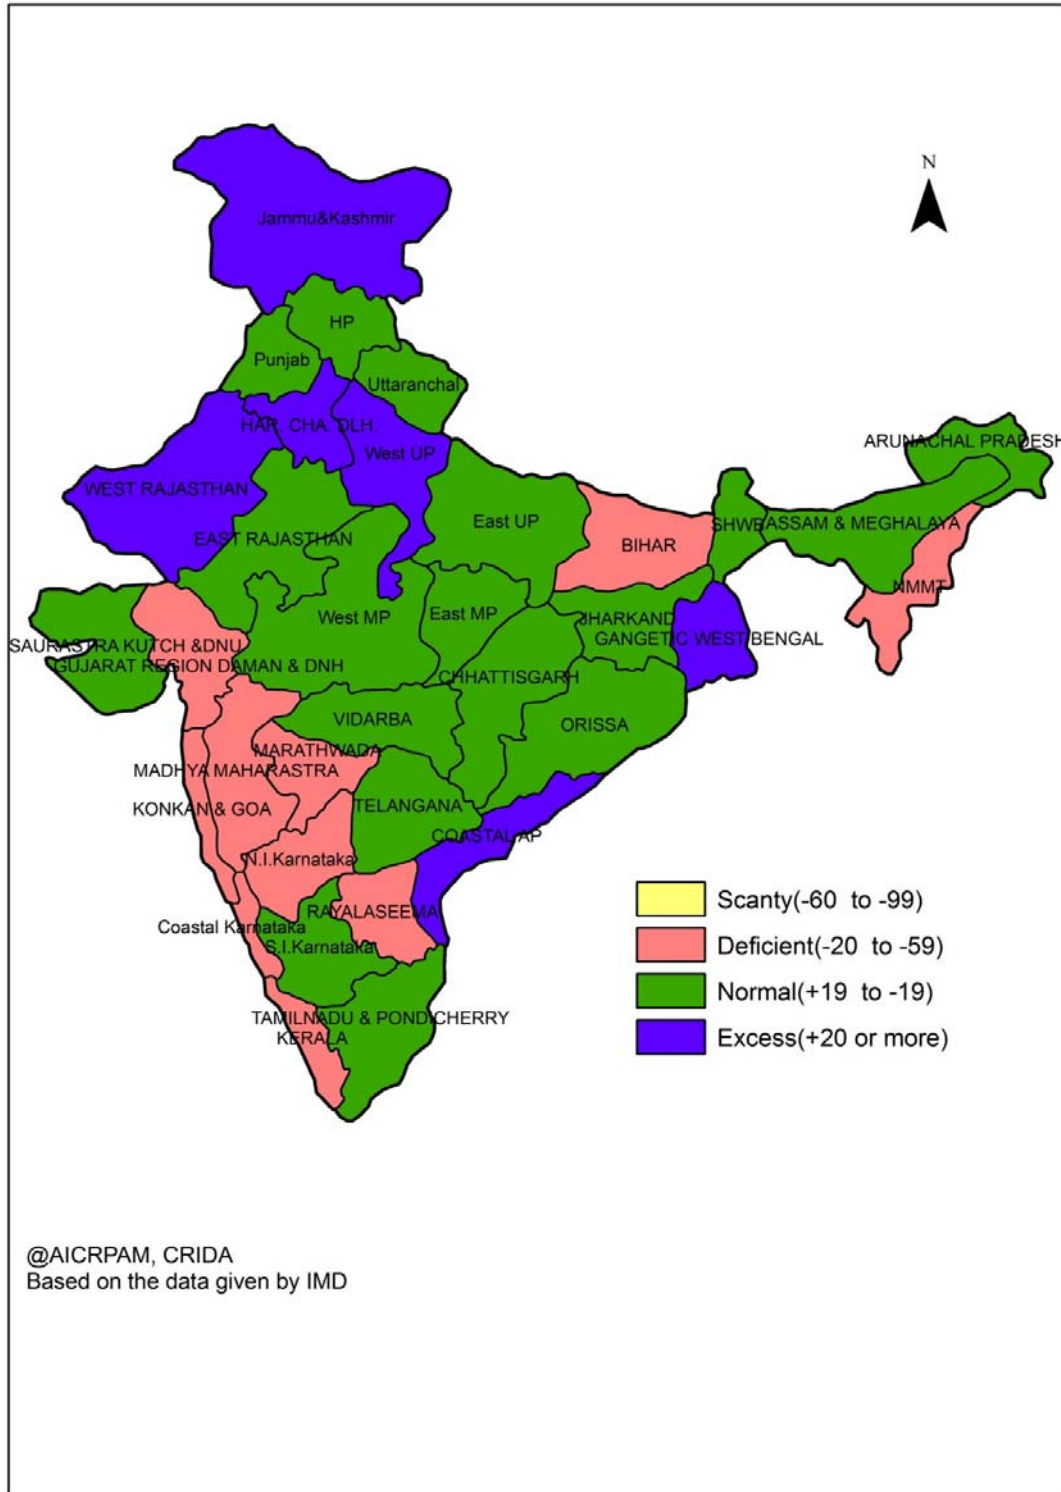 N
Jammu&Kashmir
HP
Punjab
Uttaranchal
HAR. CHA. DLH.
West UP
ARUNACHAL PRADESH
WEST RAJASTHAN
East UP
SHWB
ASSAM & MEGHALAYA
EAST RAJASTHAN
BIHAR
NMMT
West MP
East MP
JHARKAND
GANGETIC WEST BENGAL
SAURASTRA KUTCH &DNU
GUJARAT REGION DAMAN & DNH
CHHATTISGARH
VIDARBA
ORISSA
MARATHWADA
MADHYA MAHARASTRA
KONKAN & GOA
TELANGANA
COASTAL AP
N.I.Karnataka
RAYALASEEMA
Coastal Karnataka
S.I.Karnataka
TAMILNADU & PONDICHERRY
KERALA
Scanty(-60 to -99)
Deficient(-20 to -59)
Normal(+19 to -19)
Excess(+20 or more)
@AICRPAM, CRIDA
Based on the data given by IMD